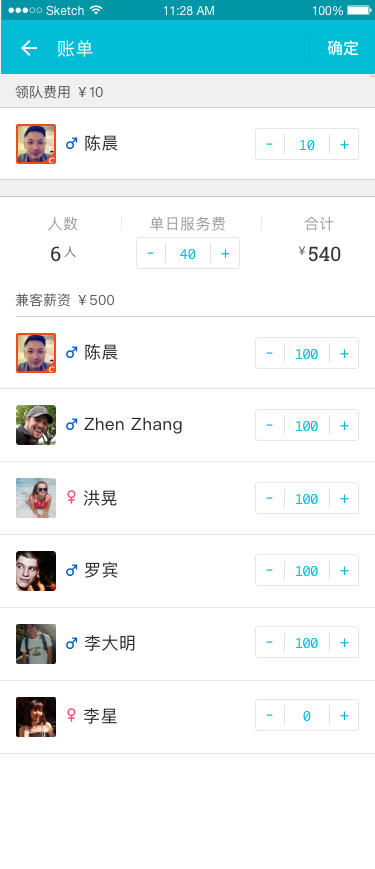 Sketch 11:28 AM 100%
账单 确定
领队费用 ￥10
陈晨 - 10 +
人数 单日服务费 合计
6人 - 40 + ￥540
兼客薪资 ￥500
陈晨 - 100 +
Zhen Zhang - 100 +
洪晃 - 100 +
罗宾 - 100 +
李大明 - 100 +
李星 - 0 +